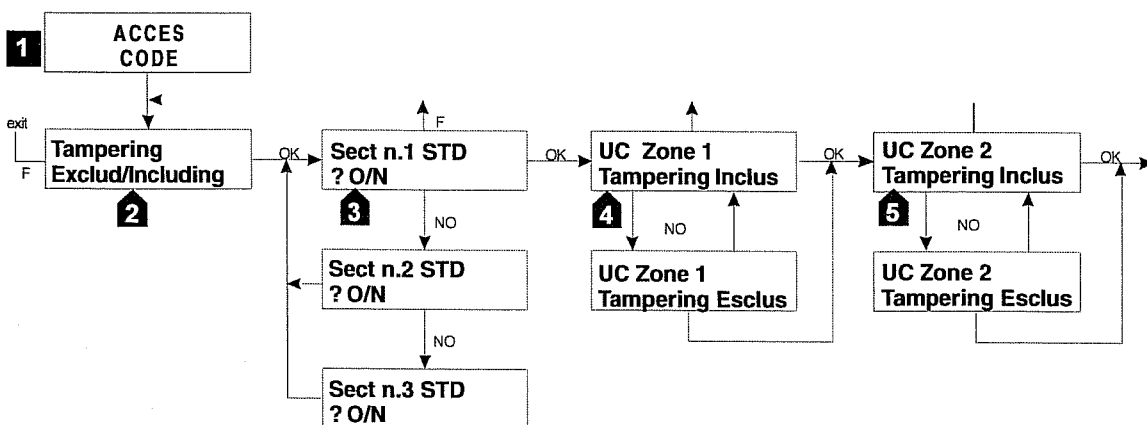 1
ACCES
CODE
exit
F
Tampering
Exclud/Including
2
OK
F
Sect n.1 STD
? O/N
3
NO
Sect n.2 STD
? O/N
NO
Sect n.3 STD
? O/N
OK
UC Zone 1
Tampering Inclus
4
NO
UC Zone 1
Tampering Esclus
OK
UC Zone 2
Tampering Inclus
5
NO
UC Zone 2
Tampering Esclus
OK